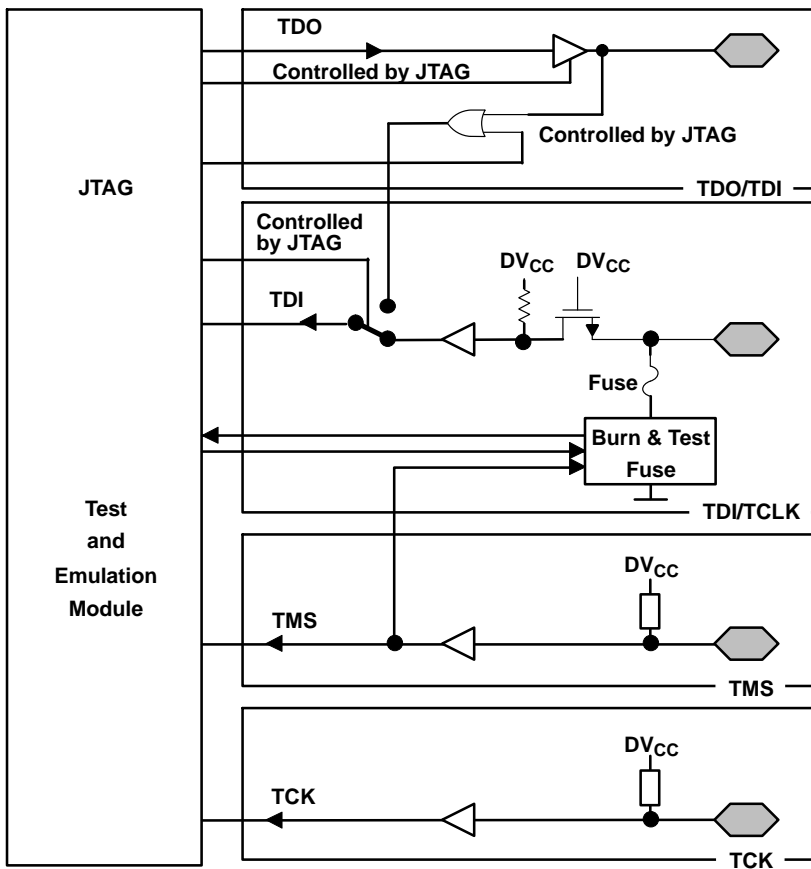 TDO
Controlled by JTAG
Controlled by JTAG
JTAG
TDO/TDI
Controlled
by JTAG
DVCC
DVCC
TDI
Fuse
Burn & Test
Fuse
Test
and
Emulation
Module
TDI/TCLK
DVCC
TMS
TMS
DVCC
TCK
TCK